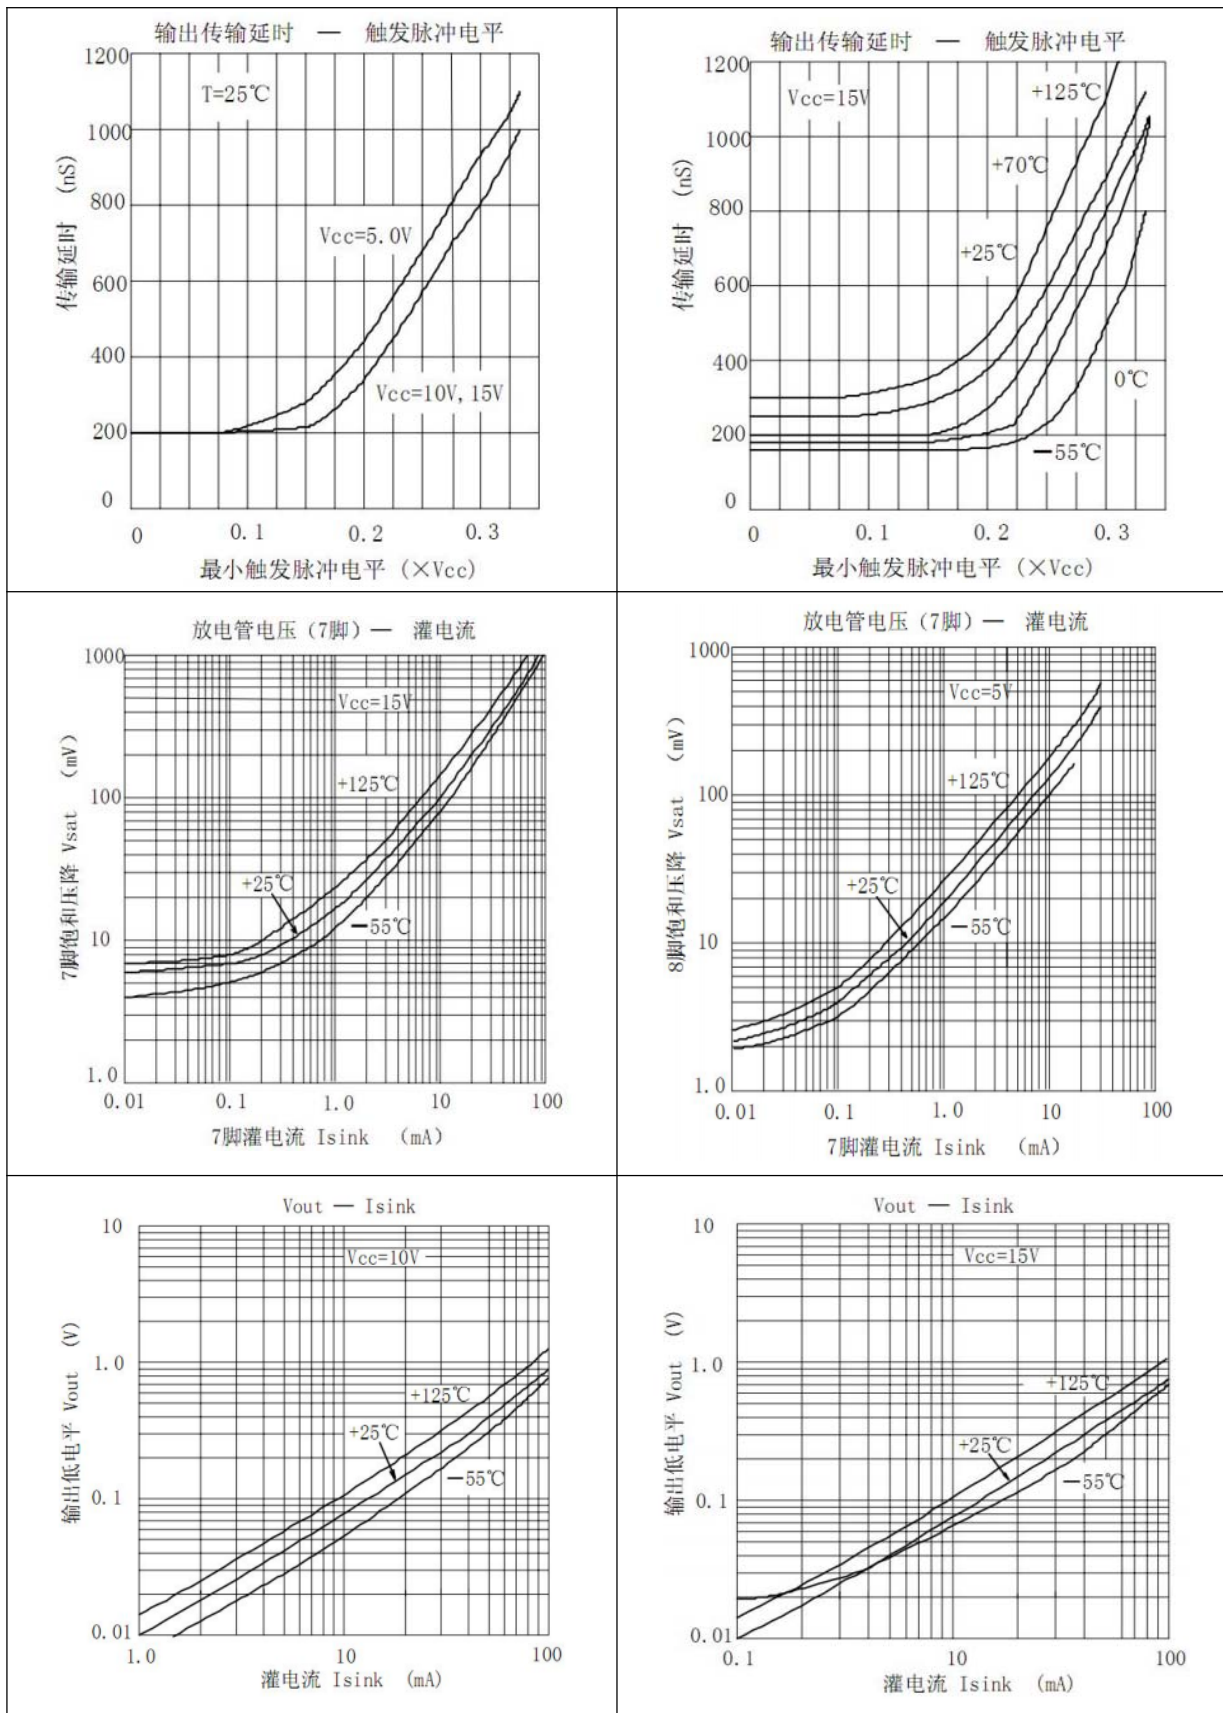 输出传输延时 — 触发脉冲电平
1200
1000
800
600
400
200
0
传输延时 (nS)
T=25℃
Vcc=5.0V
Vcc=10V, 15V
0 0.1 0.2 0.3
最小触发脉冲电平 (×Vcc)
输出传输延时 — 触发脉冲电平
1200
1000
800
600
400
200
0
传输延时 (nS)
Vcc=15V
+125℃
+70℃
+25℃
0℃
—55℃
0 0.1 0.2 0.3
最小触发脉冲电平 (×Vcc)
放电管电压 (7脚) — 灌电流
1000
100
10
1.0
7脚饱和压降 Vsat (mV)
Vcc=15V
+125℃
+25℃
—55℃
0.01 0.1 1.0 10 100
7脚灌电流 Isink (mA)
放电管电压 (7脚) — 灌电流
1000
100
10
1.0
8脚饱和压降 Vsat (mV)
Vcc=5V
+125℃
+25℃
—55℃
0.01 0.1 1.0 10 100
7脚灌电流 Isink (mA)
Vout — Isink
10
1.0
0.1
0.01
输出低电平 Vout (V)
Vcc=10V
+125℃
+25℃
—55℃
1.0 10 100
灌电流 Isink (mA)
Vout — Isink
10
1.0
0.1
0.01
输出低电平 Vout (V)
Vcc=15V
+125℃
+25℃
—55℃
0.1 10 100
灌电流 Isink (mA)